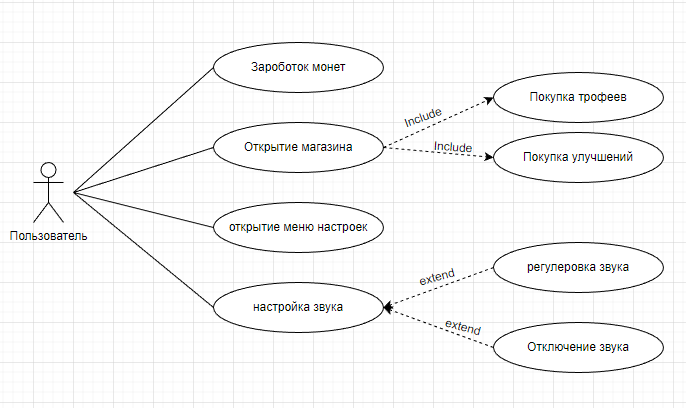 Зароботок монет
Include
Покупка трофеев
Открытие магазина
Include
Покупка улучшений
Пользователь
открытие меню настроек
настройка звука
extend
регулеровка звука
extend
Отключение звука